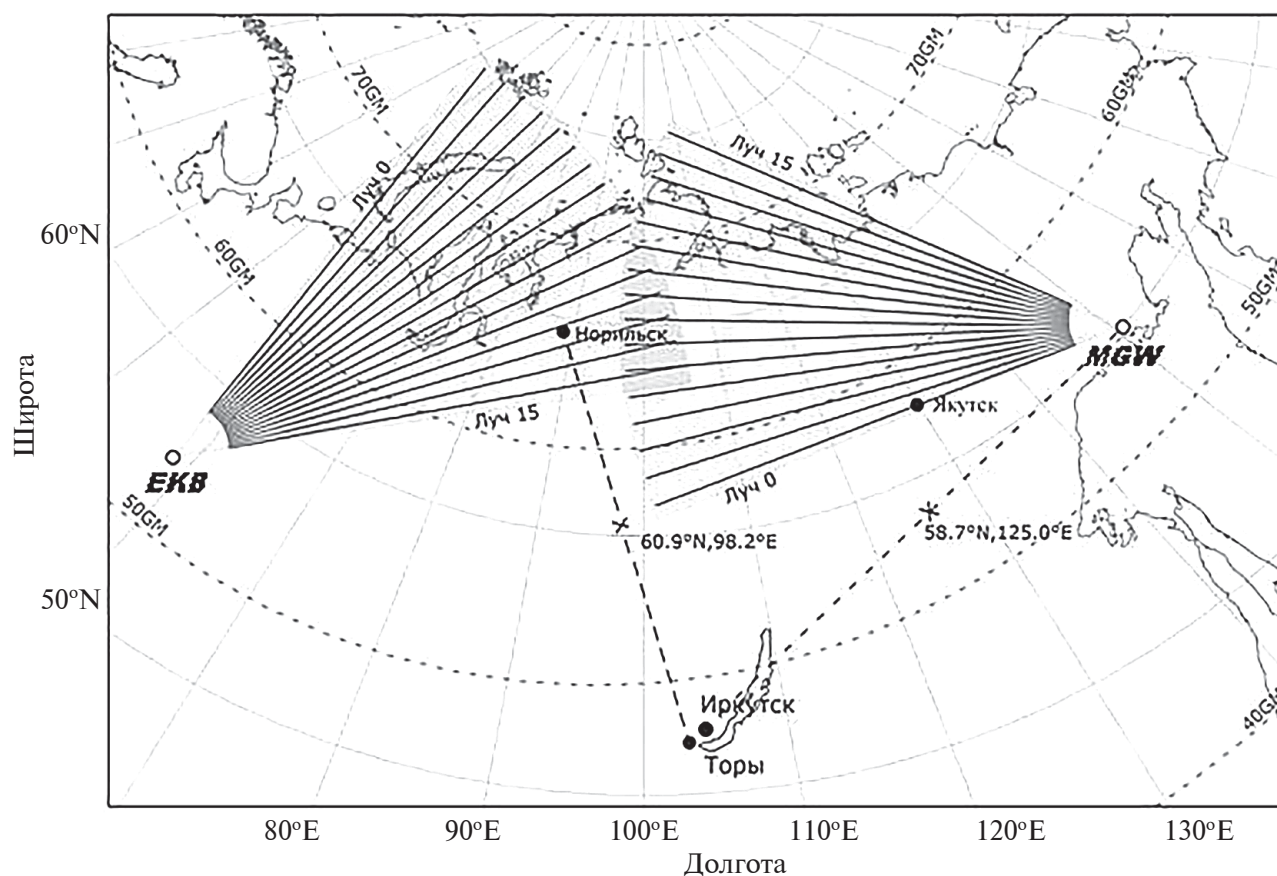 70GM
70GM
60GM
Луч 15
Луч 0
60°N
60GM
50GM
Норильск
MGW
Якутск
Луч 15
EKB
Луч 0
50GM
58.7°N,125.0°E
60.9°N,98.2°E
Широта
50°N
Иркутск
40GM
Торы
80°E 90°E 100°E 110°E 120°E 130°E
Долгота